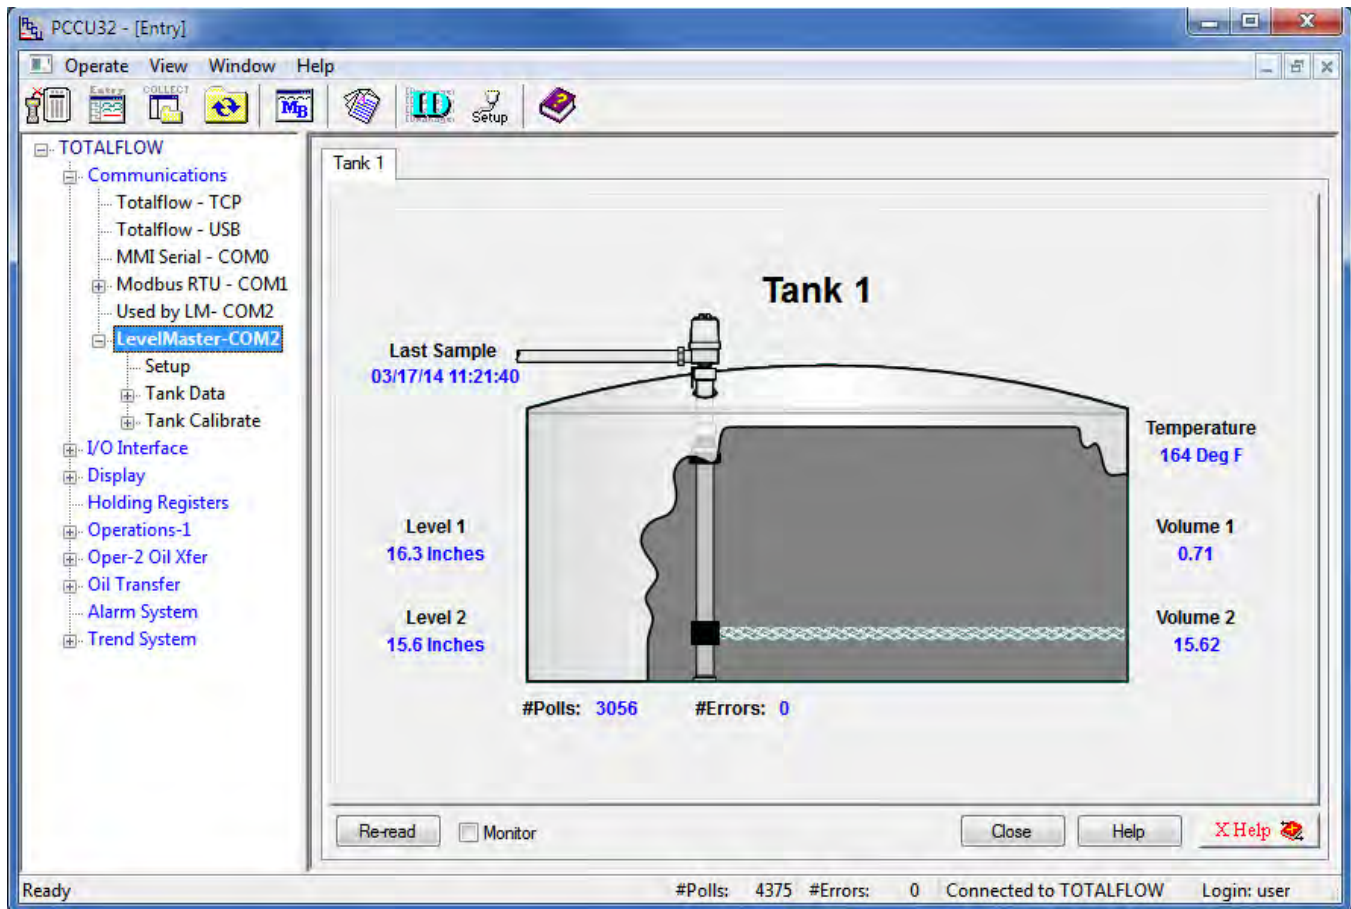 PCCU32 - [Entry]
Operate View Window Help
Entry
COLLECT
MB
ID
Setup
TOTALFLOW
Communications
Totalflow - TCP
Totalflow - USB
MMI Serial - COM0
Modbus RTU - COM1
Used by LM- COM2
LevelMaster-COM2
Setup
Tank Data
Tank Calibrate
I/O Interface
Display
Holding Registers
Operations-1
Oper-2 Oil Xfer
Oil Transfer
Alarm System
Trend System
Tank 1
Tank 1
Last Sample
03/17/14 11:21:40
Temperature
164 Deg F
Level 1
16.3 Inches
Volume 1
0.71
Level 2
15.6 Inches
Volume 2
15.62
#Polls: 3056 #Errors: 0
Re-read Monitor Close Help X Help
Ready #Polls: 4375 #Errors: 0 Connected to TOTALFLOW Login: user